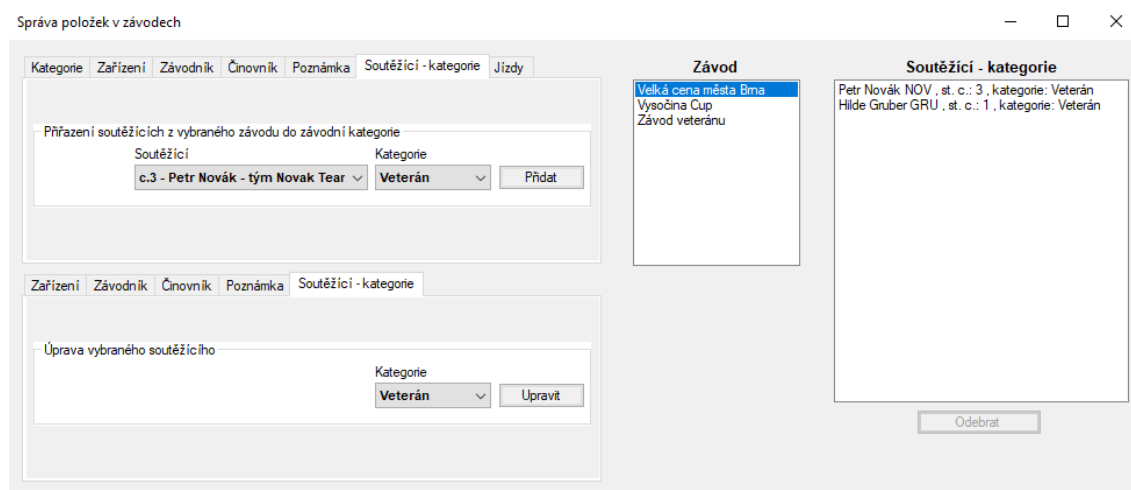 Správa položek v závodech
Kategorie Zařízení Závodník Činovník Poznámka Soutěžící - kategorie Jízdy
Přiřazení soutěžících z vybraného závodu do závodní kategorie
Soutěžící Kategorie
c.3 - Petr Novák - tým Novak Tear Veterán Přidat
Zařízení Závodník Činovník Poznámka Soutěžící - kategorie
Úprava vybraného soutěžícího
Kategorie
Veterán Upravit
Závod
Velká cena města Brna
Vysočina Cup
Závod veteránu
Soutěžící - kategorie
Petr Novák NOV , st. c.: 3 , kategorie: Veterán
Hilde Gruber GRU , st. c.: 1 , kategorie: Veterán
Odebrat